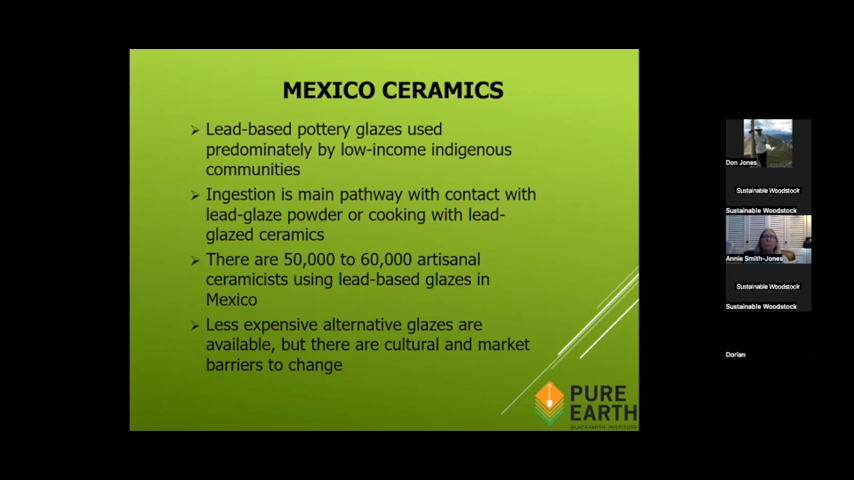 MEXICO CERAMICS
Lead-based pottery glazes used
predominately by low-income indigenous
communities
Ingestion is main pathway with contact with
lead-glaze powder or cooking with lead-
glazed ceramics
There are 50,000 to 60,000 artisanal
ceramicists using lead-based glazes in
Mexico
Less expensive alternative glazes are
available, but there are cultural and market
barriers to change
PURE
EARTH
BLACKSMITH INSTITUTE
Don Jones
Sustainable Woodstock
Sustainable Woodstock
Annie Smith-Jones
Sustainable Woodstock
Sustainable Woodstock
Dorian